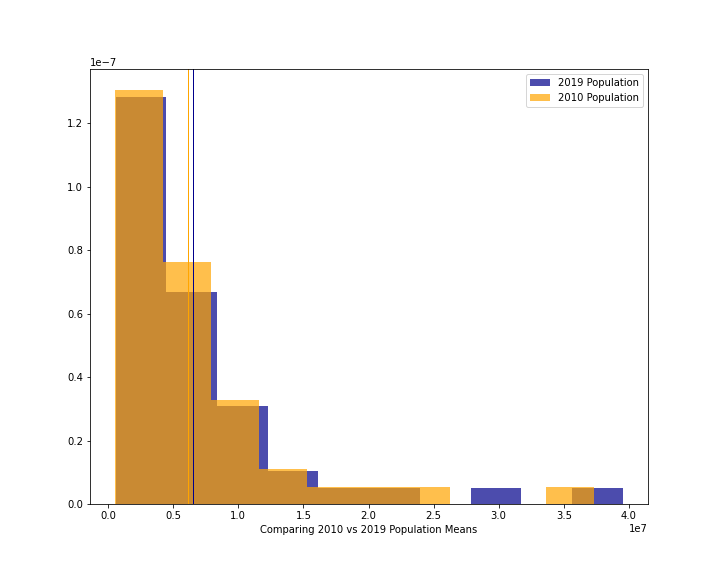 1e−7
2019 Population
2010 Population
1.2
1.0
0.8
0.6
0.4
0.2
0.0
0.0 0.5 1.0 1.5 2.0 2.5 3.0 3.5 4.0
1e7
Comparing 2010 vs 2019 Population Means